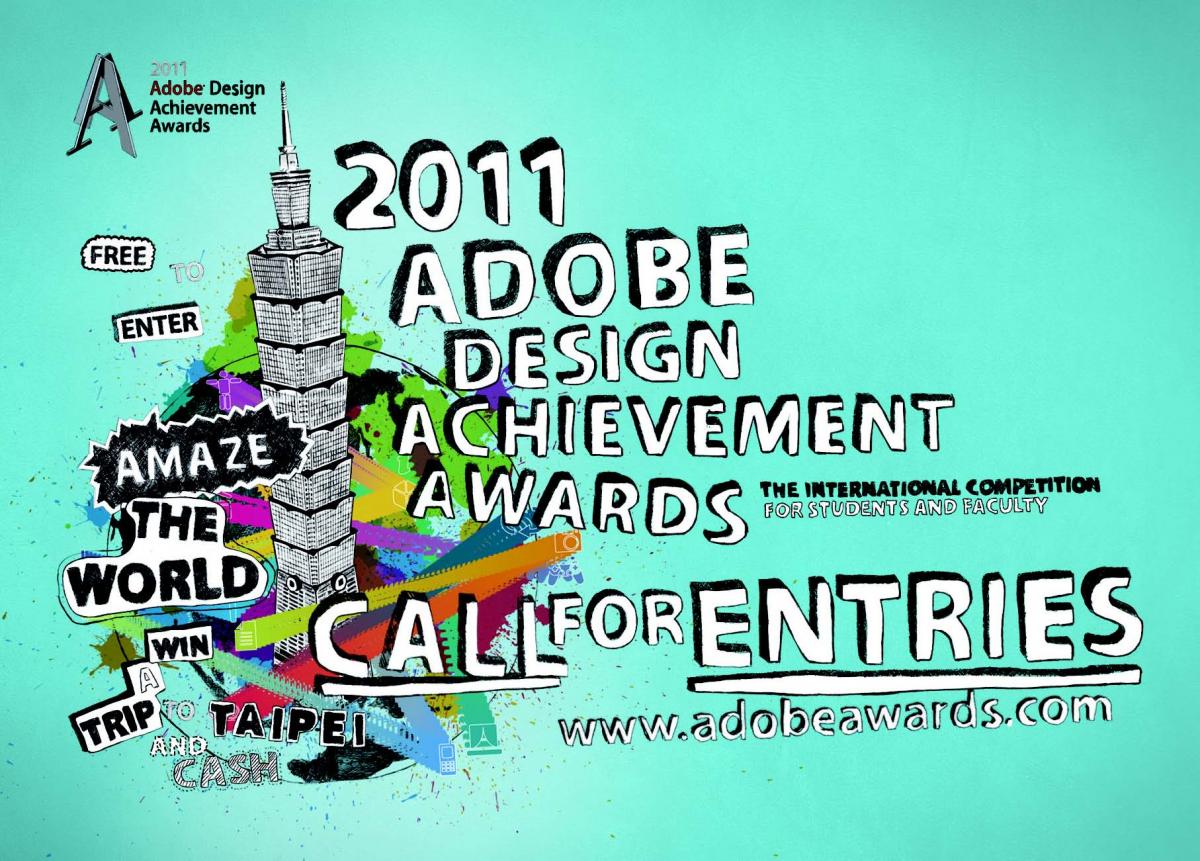 2011
Adobe® Design
Achievement
Awards
2011
ADOBE
DESIGN
ACHIEVEMENT
AWARDS
THE INTERNATIONAL COMPETITION
FOR STUDENTS AND FACULTY
CALL FOR ENTRIES
www.adobeawards.com
FREE
TO
ENTER
AMAZE
THE
WORLD
WIN
A
TRIP TO TAIPEI
AND
CASH